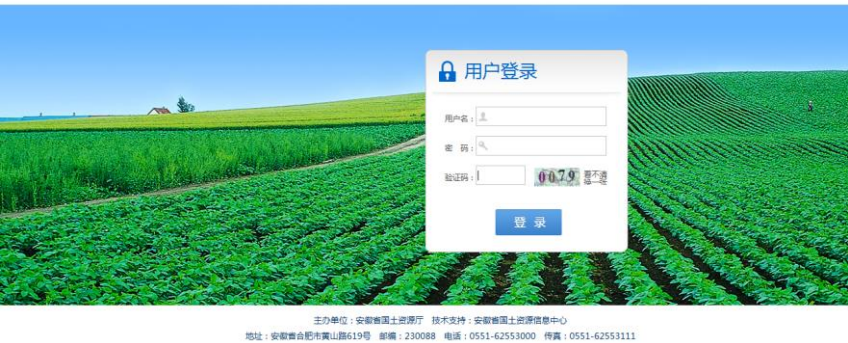 用户登录
用户名：
密 码：
验证码： 0079 看不清
换一张
登 录
主办单位：安徽省国土资源厅 技术支持：安徽省国土资源信息中心
地址：安徽省合肥市黄山路619号 邮编：230088 电话：0551-62553000 传真：0551-62553111